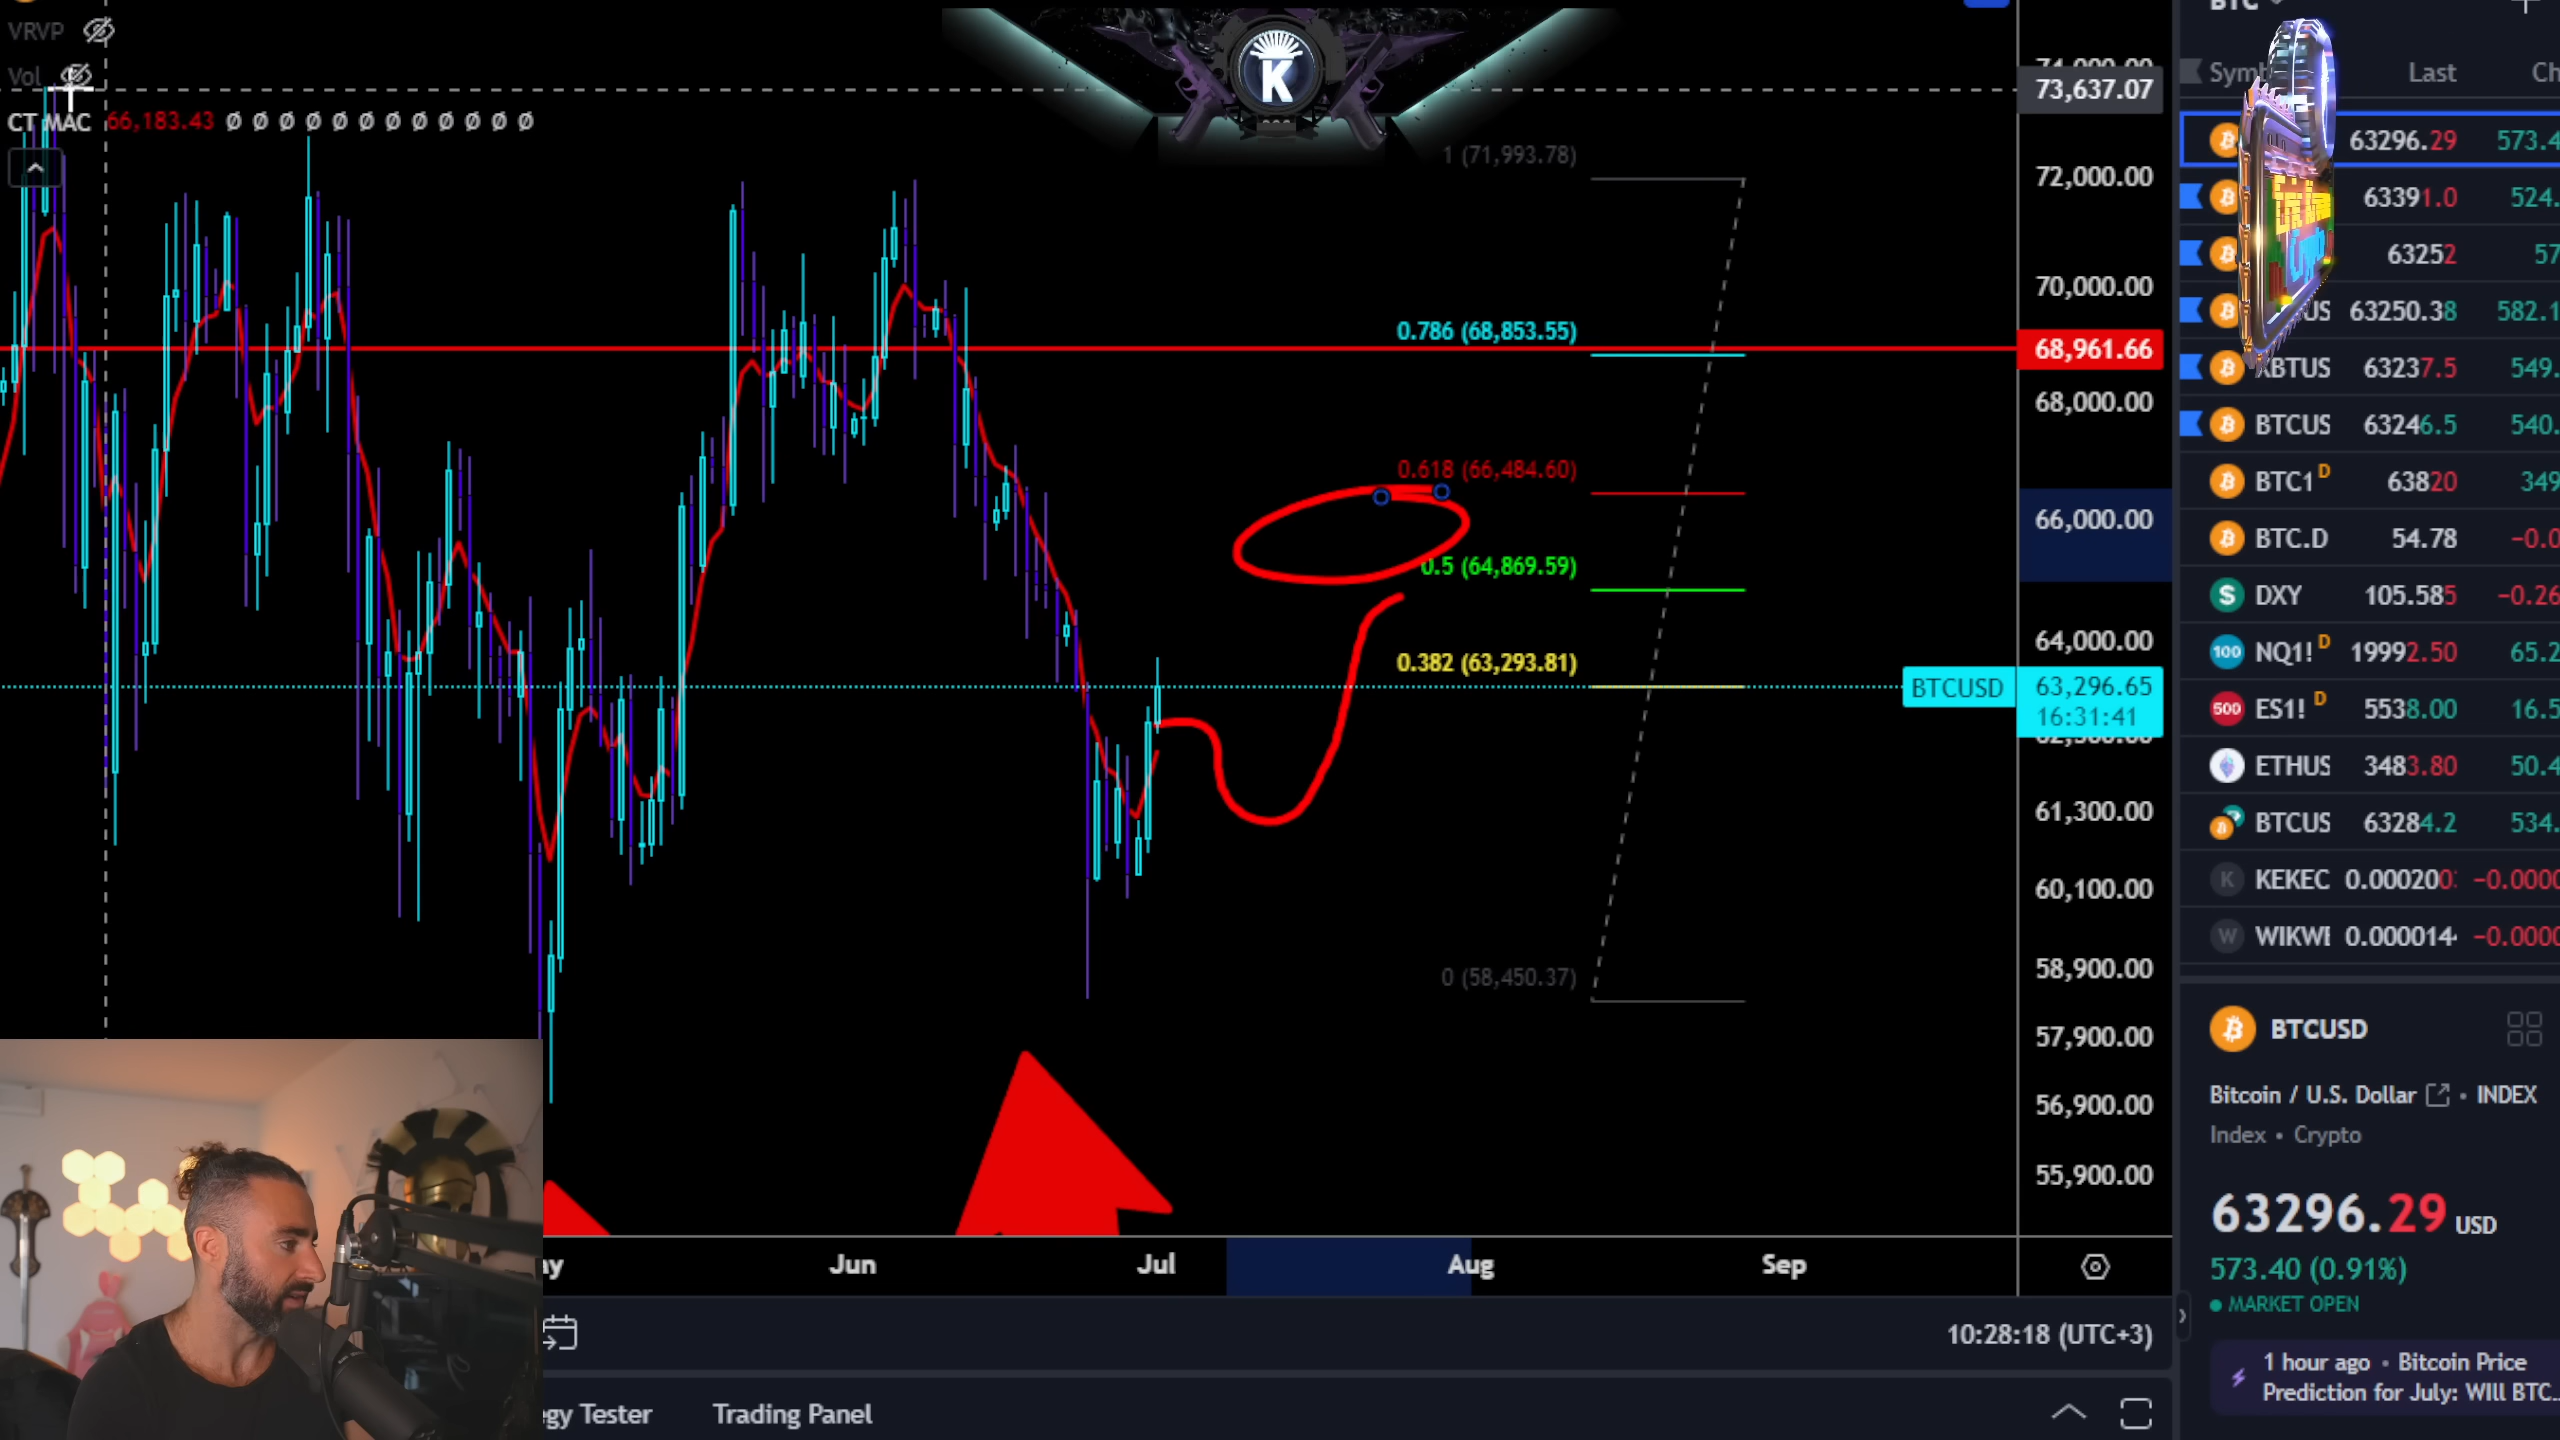 VRVP
Vol
CT MAC 66,183.43 Ø Ø Ø Ø Ø Ø Ø Ø Ø Ø Ø Ø
K
1 (71,993.78)
0.786 (68,853.55)
0.618 (66,484.60)
0.5 (64,869.59)
0.382 (63,293.81)
0 (58,450.37)
74,000.00
73,637.07
72,000.00
70,000.00
68,961.66
68,000.00
66,000.00
64,000.00
BTCUSD 63,296.65
16:31:41
61,300.00
60,100.00
58,900.00
57,900.00
56,900.00
55,900.00
ay Jun Jul Aug Sep
10:28:18 (UTC+3)
egy Tester Trading Panel
BTC
Symb Last Ch
63296.29 573.4
63391.0 524.
63252 57
US 63250.38 582.1
XBTUS 63237.5 549.
BTCUS 63246.5 540.
BTC1 D 63820 349
BTC.D 54.78 −0.0
S DXY 105.585 −0.26
100 NQ1! D 19992.50 65.2
500 ES1! D 5538.00 16.5
ETHUS 3483.80 50.4
BTCUS 63284.2 534.
K KEKEC 0.000200 −0.0000
W WIKWI 0.000014 −0.0000
BTCUSD
Bitcoin / U.S. Dollar • INDEX
Index • Crypto
63296.29 USD
573.40 (0.91%)
MARKET OPEN
1 hour ago • Bitcoin Price
Prediction for July: WIll BTC...